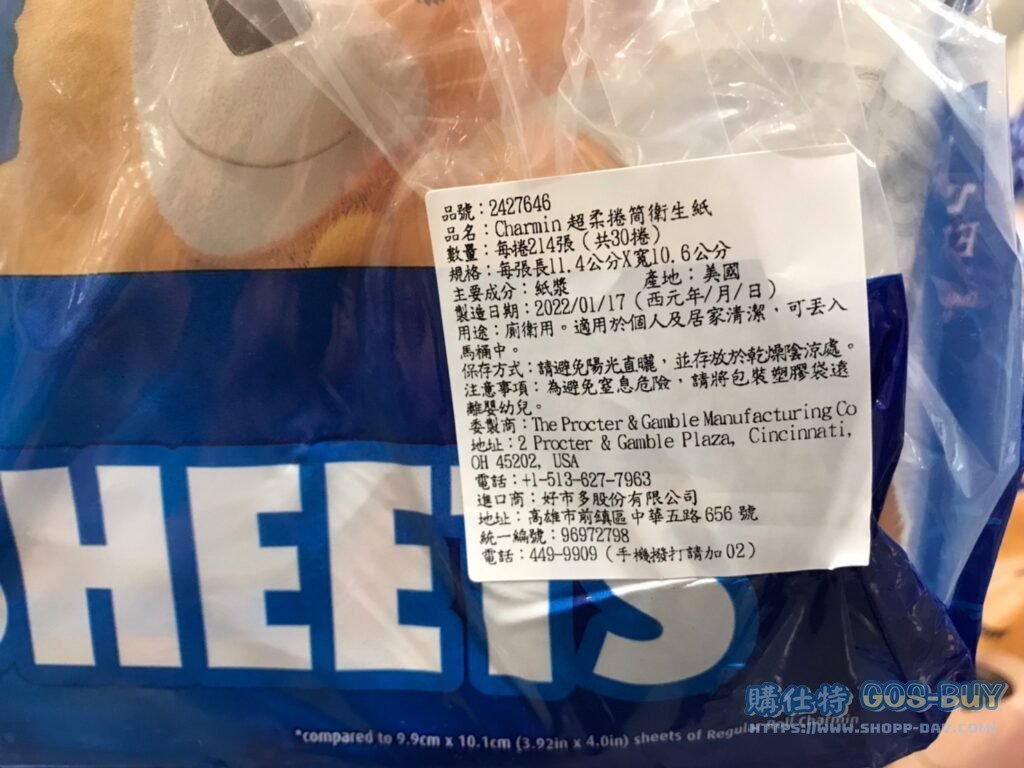 品號：2427646
品名：Charmin 超柔捲筒衛生紙
數量：每捲214張（共30捲）
規格：每張長11.4公分X寬10.6公分
主要成分：紙漿 產地：美國
製造日期：2022/01/17（西元年/月/日）
用途：廁衛用。適用於個人及居家清潔，可丟入
馬桶中。
保存方式：請避免陽光直曬，並存放於乾燥陰涼處。
注意事項：為避免窒息危險，請將包裝塑膠袋遠
離嬰幼兒。
委製商：The Procter & Gamble Manufacturing Co
地址：2 Procter & Gamble Plaza, Cincinnati,
OH 45202, USA
電話：+1-513-627-7963
進口商：好市多股份有限公司
地址：高雄市前鎮區中華五路656號
統一編號：96972798
電話：449-9909（手機撥打請加02）
SHEETS
*compared to 9.9cm x 10.1cm (3.92in x 4.0in) sheets of Regular Roll Charmin
購仕特 GOS-BUY
HTTPS://WWW.SHOPP-DAY.COM/